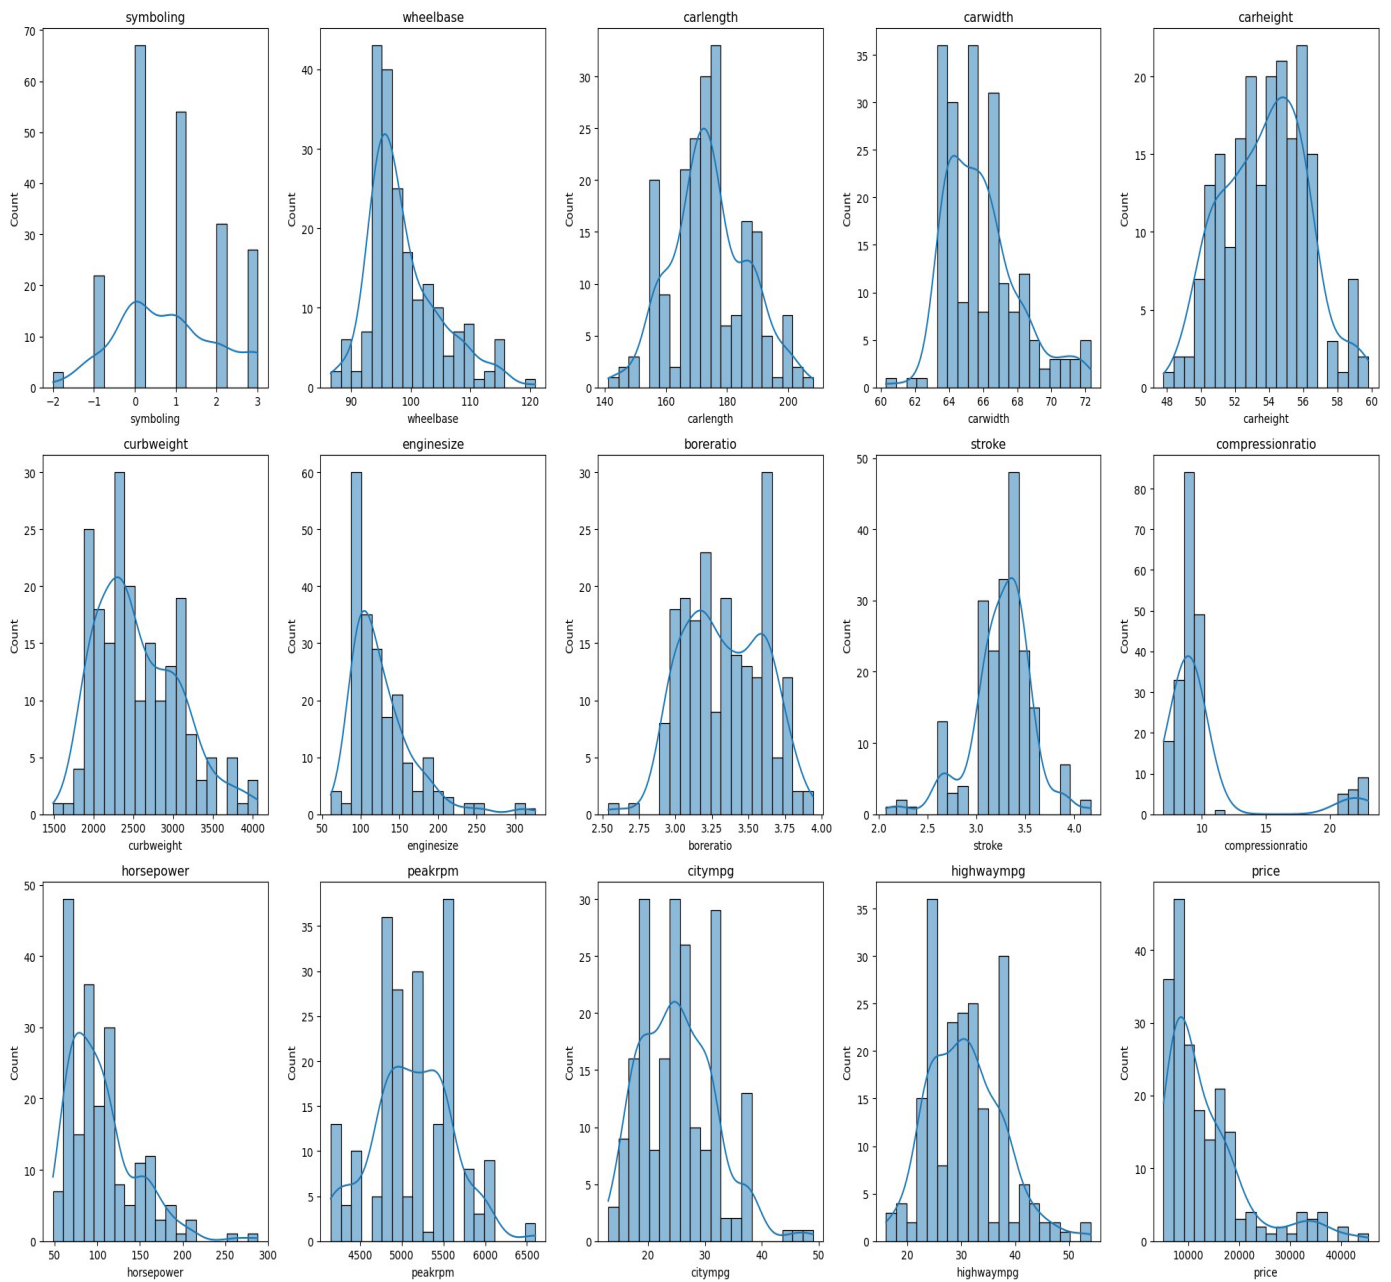 symboling wheelbase carlength carwidth carheight
70
60
50
40
30
20
10
0
Count
−2 −1 0 1 2 3
symboling
40
30
20
10
0
Count
90 100 110 120
wheelbase
30
25
20
15
10
5
0
Count
140 160 180 200
carlength
35
30
25
20
15
10
5
0
Count
60 62 64 66 68 70 72
carwidth
20
15
10
5
0
Count
48 50 52 54 56 58 60
carheight
curbweight enginesize boreratio stroke compressionratio
30
25
20
15
10
5
0
Count
1500 2000 2500 3000 3500 4000
curbweight
60
50
40
30
20
10
0
Count
50 100 150 200 250 300
enginesize
30
25
20
15
10
5
0
Count
2.50 2.75 3.00 3.25 3.50 3.75 4.00
boreratio
50
40
30
20
10
0
Count
2.0 2.5 3.0 3.5 4.0
stroke
80
70
60
50
40
30
20
10
0
Count
10 15 20
compressionratio
horsepower peakrpm citympg highwaympg price
50
40
30
20
10
0
Count
50 100 150 200 250 300
horsepower
35
30
25
20
15
10
5
0
Count
4500 5000 5500 6000 6500
peakrpm
30
25
20
15
10
5
0
Count
20 30 40 50
citympg
35
30
25
20
15
10
5
0
Count
20 30 40 50
highwaympg
40
30
20
10
0
Count
10000 20000 30000 40000
price